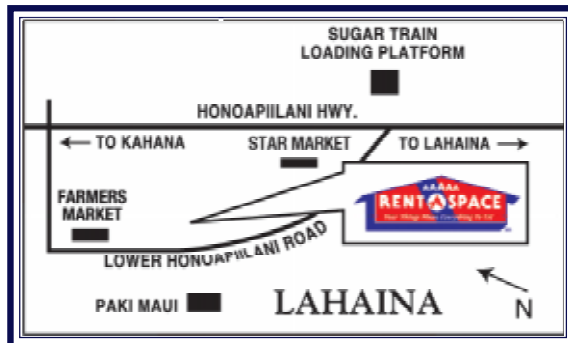 SUGAR TRAIN
LOADING PLATFORM
HONOAPIILANI HWY.
TO KAHANA
STAR MARKET
TO LAHAINA
FARMERS
MARKET
RENT A SPACE
LOWER HONOAPIILANI ROAD
PAKI MAUI
LAHAINA
N